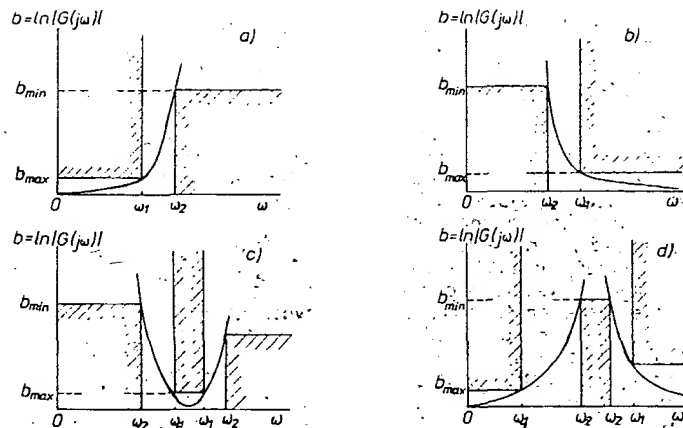 b=ln|G(jω)|
a)
b_min
b_max
0
ω₁
ω₂
ω
b=ln|G(jω)|
b)
b_min
b_max
0
ω₂
ω₁
ω
b=ln|G(jω)|
c)
b_min
b_max
0
ω₂
ω₁
ω₁
ω₂
ω
b=ln|G(jω)|
d)
b_min
b_max
0
ω₁
ω₂
ω₂
ω₁
ω